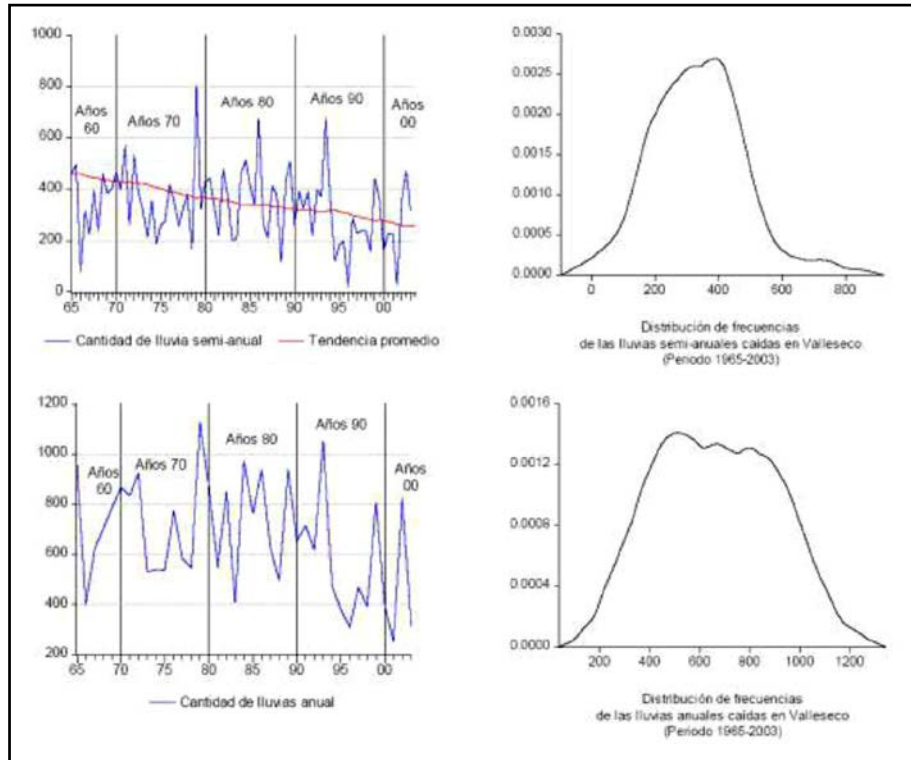 1000
800
600
400
200
0
Años
60
Años 70
Años 80
Años 90
Años
00
65 70 75 80 85 90 95 00
Cantidad de lluvia semi-anual
Tendencia promedio
0.0030
0.0025
0.0020
0.0015
0.0010
0.0005
0.0000
0 200 400 600 800
Distribución de frecuencias
de las lluvias semi-anuales caídas en Valleseco
(Periodo 1965-2003)
1200
1000
800
600
400
200
Años
60
Años 70
Años 80
Años 90
Años
00
65 70 75 80 85 90 95 00
Cantidad de lluvias anual
0.0016
0.0012
0.0008
0.0004
0.0000
200 400 600 800 1000 1200
Distribución de frecuencias
de las lluvias anuales caídas en Valleseco
(Periodo 1965-2003)